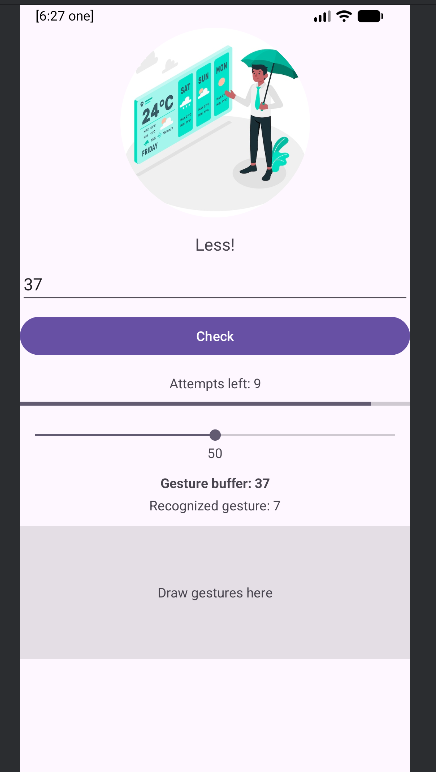 [6:27 one]
24°C
FRIDAY
SAT
SUN
MON
Less!
37
Check
Attempts left: 9
50
Gesture buffer: 37
Recognized gesture: 7
Draw gestures here